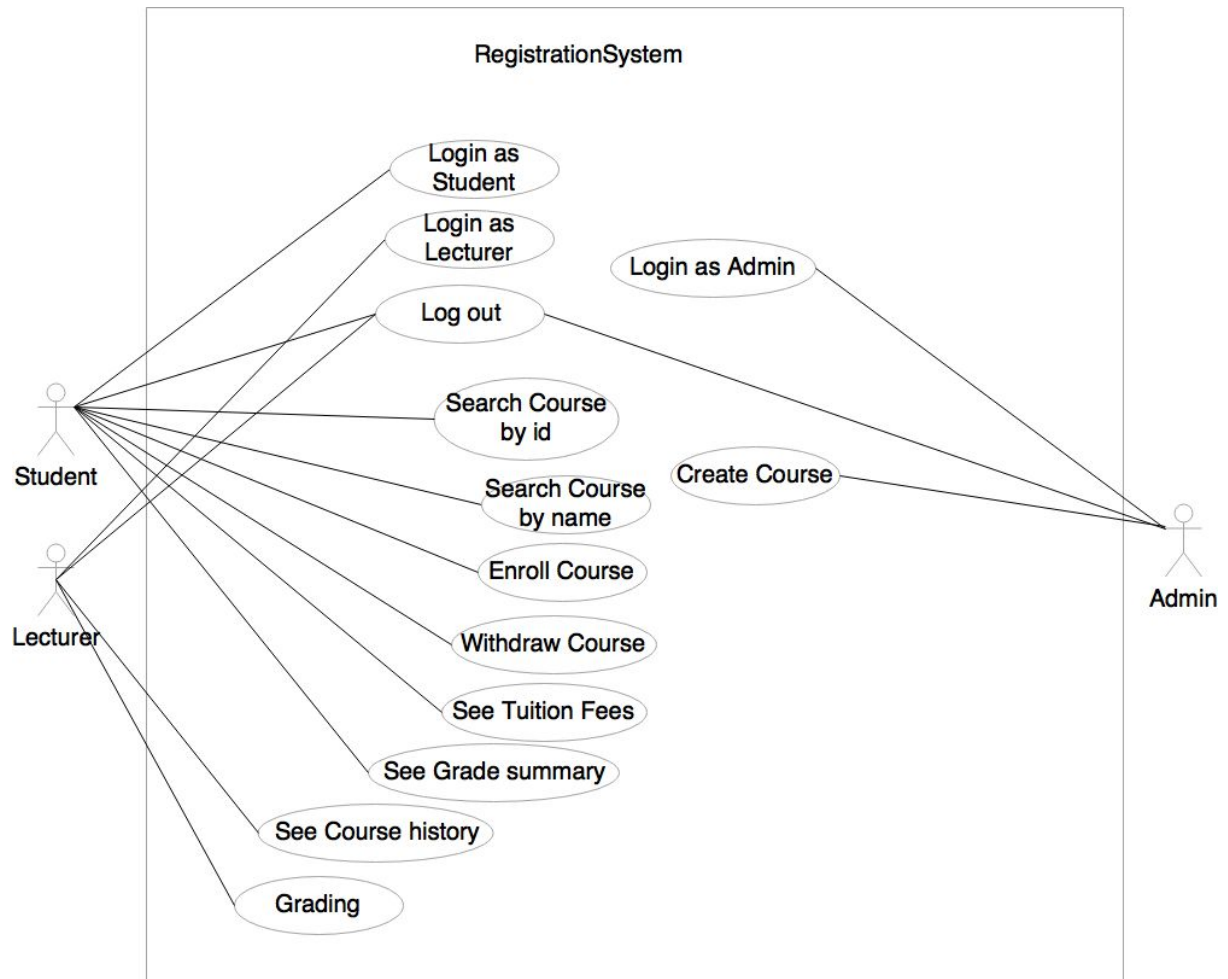 RegistrationSystem
Login as
Student
Login as
Lecturer
Login as Admin
Log out
Search Course
by id
Student
Create Course
Search Course
by name
Enroll Course
Admin
Lecturer
Withdraw Course
See Tuition Fees
See Grade summary
See Course history
Grading